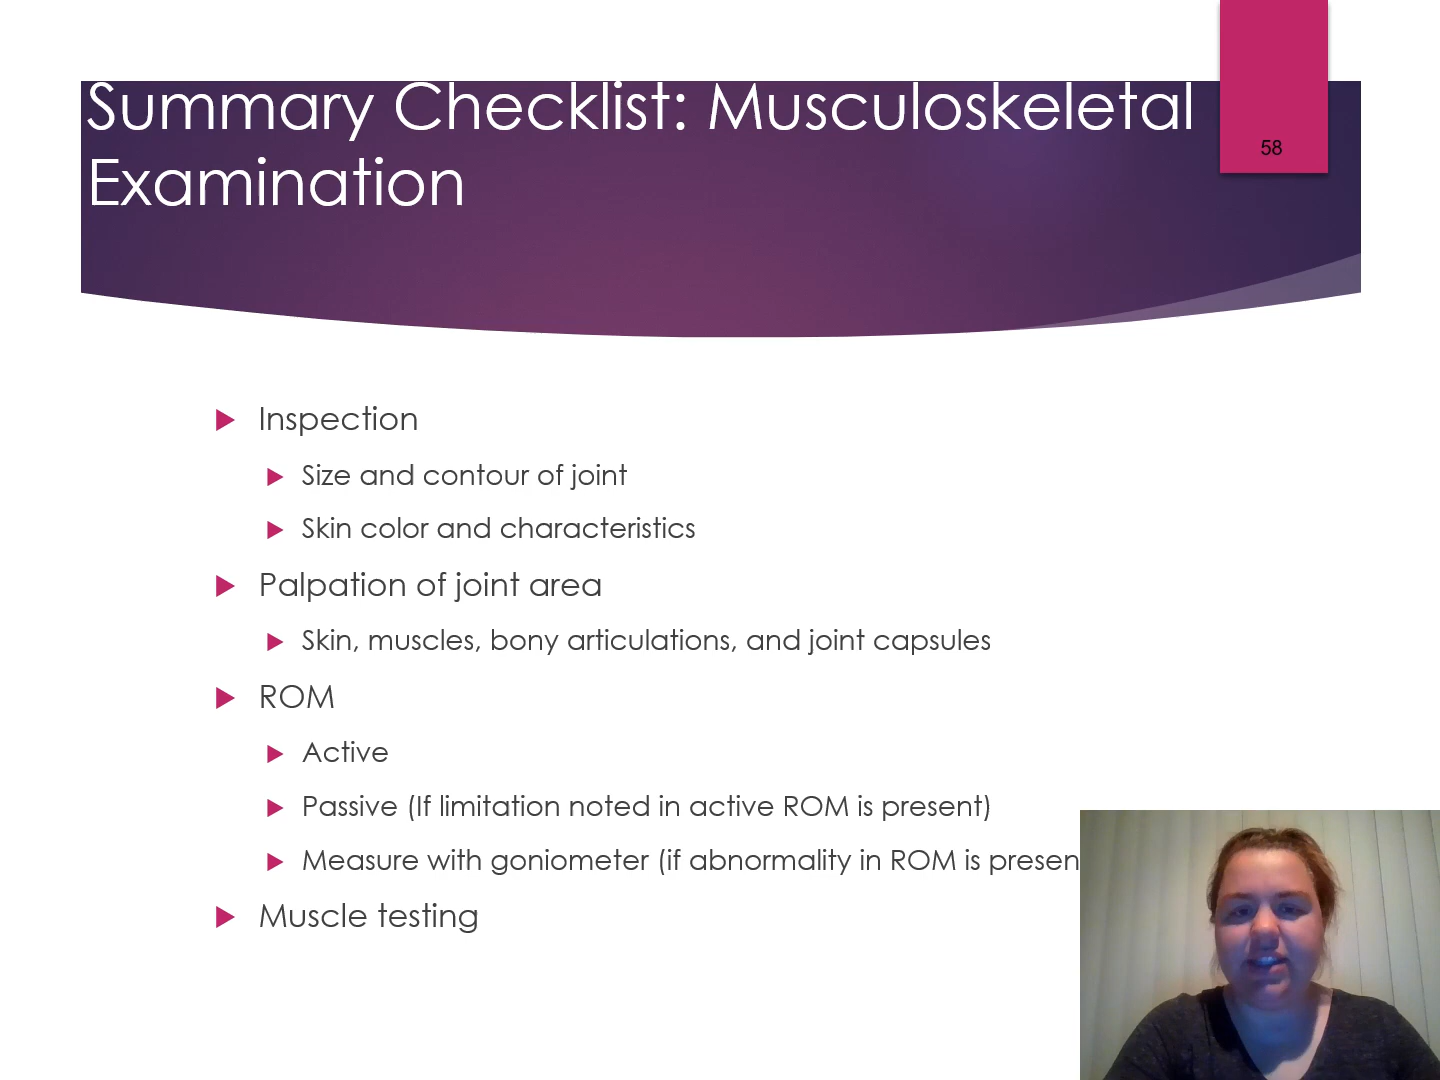 Summary Checklist: Musculoskeletal
Examination
58
Inspection
Size and contour of joint
Skin color and characteristics
Palpation of joint area
Skin, muscles, bony articulations, and joint capsules
ROM
Active
Passive (If limitation noted in active ROM is present)
Measure with goniometer (if abnormality in ROM is presen
Muscle testing